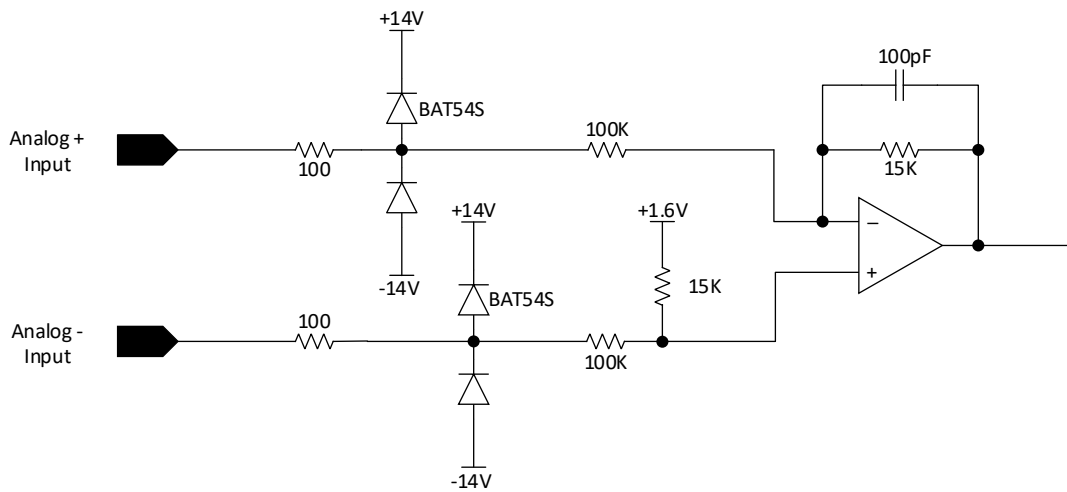 +14V
100pF
BAT54S
Analog +
Input
100
100K
15K
-14V
+14V
+1.6V
−
+
BAT54S
15K
Analog -
Input
100
100K
-14V